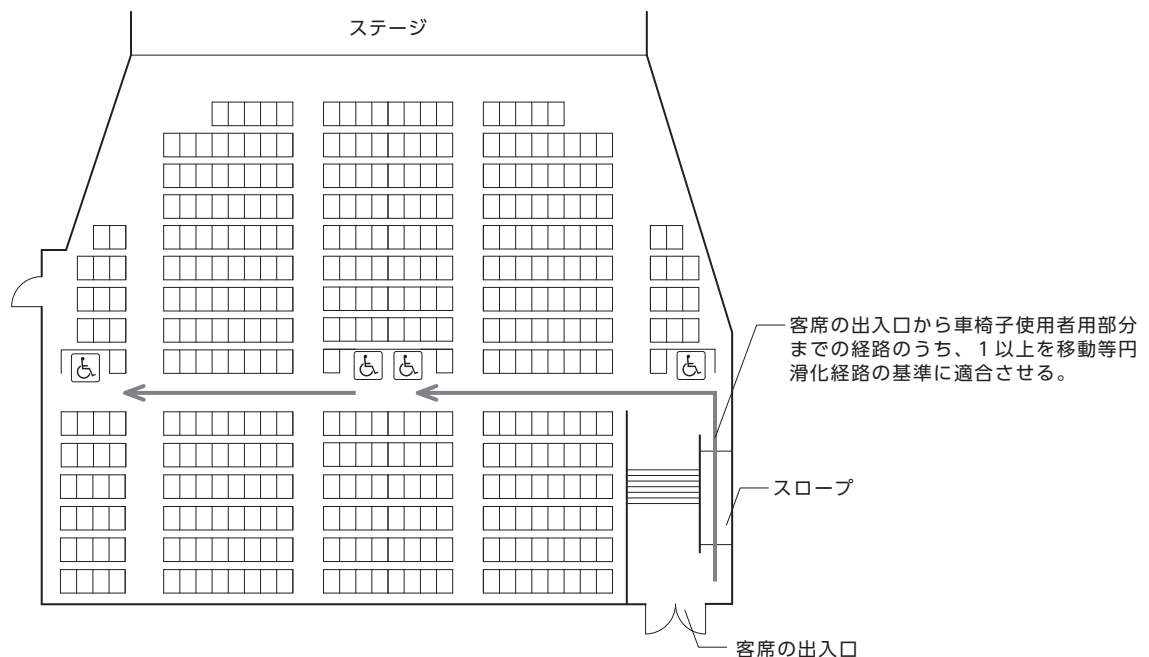 ステージ
客席の出入口から車椅子使用者用部分
までの経路のうち、１以上を移動等円
滑化経路の基準に適合させる。
スロープ
客席の出入口